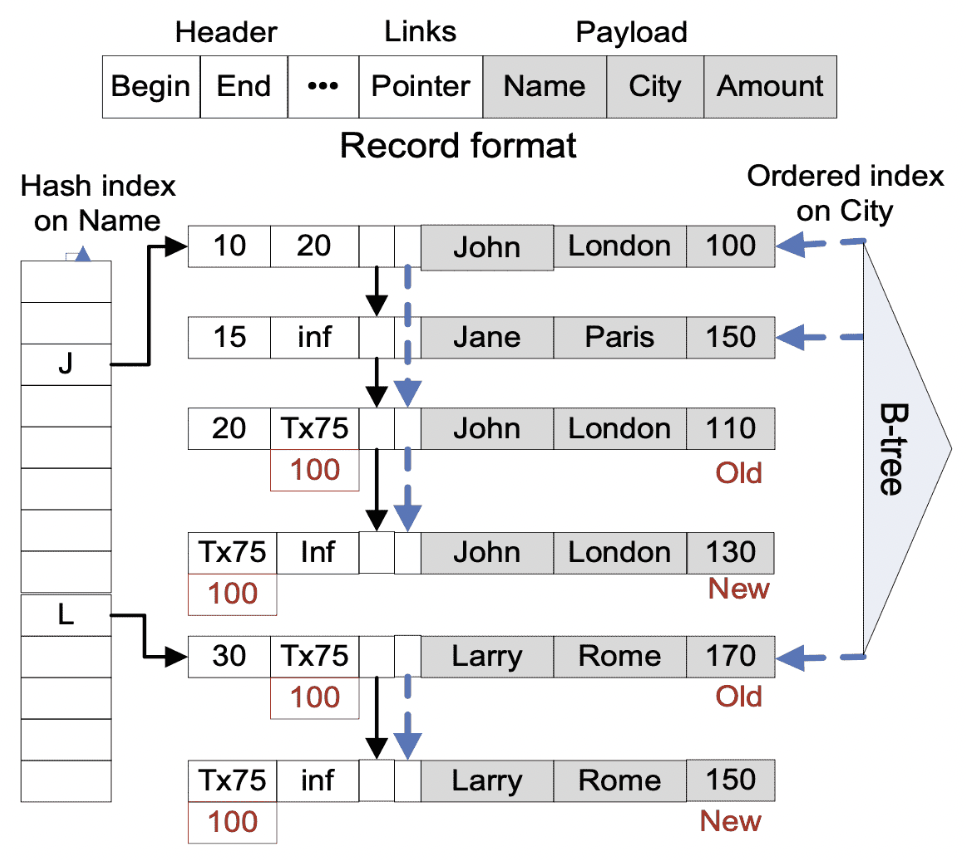 Header Links Payload
Begin End ••• Pointer Name City Amount
Record format
Hash index
on Name
Ordered index
on City
10 20 John London 100
15 inf Jane Paris 150
J
20 Tx75 John London 110
100 Old
B-tree
Tx75 Inf John London 130
100 New
L
30 Tx75 Larry Rome 170
100 Old
Tx75 inf Larry Rome 150
100 New